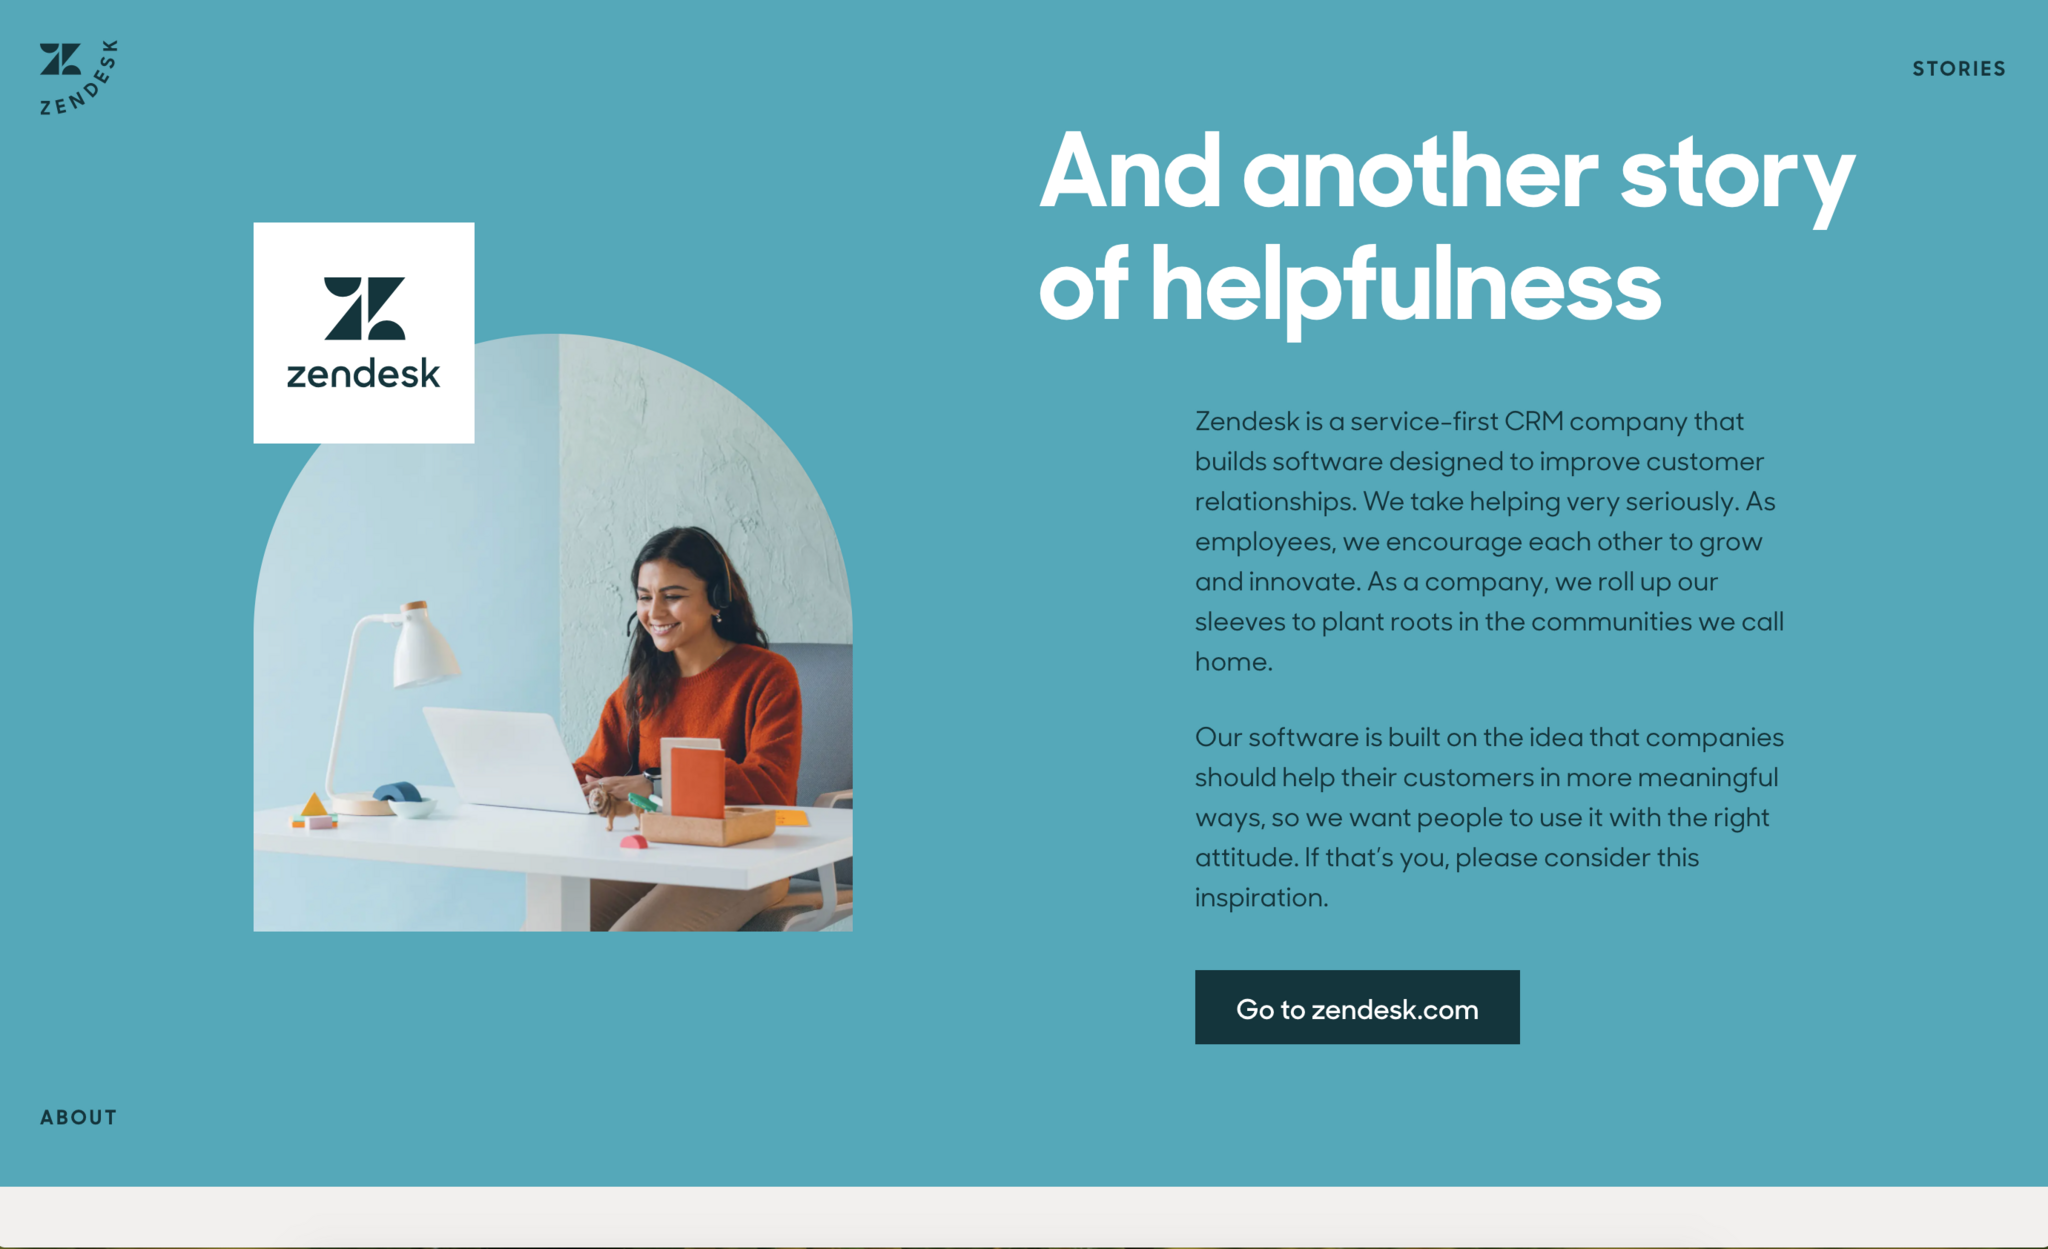 ZENDESK
STORIES
And another story
of helpfulness
zendesk
Zendesk is a service-first CRM company that
builds software designed to improve customer
relationships. We take helping very seriously. As
employees, we encourage each other to grow
and innovate. As a company, we roll up our
sleeves to plant roots in the communities we call
home.
Our software is built on the idea that companies
should help their customers in more meaningful
ways, so we want people to use it with the right
attitude. If that’s you, please consider this
inspiration.
Go to zendesk.com
ABOUT